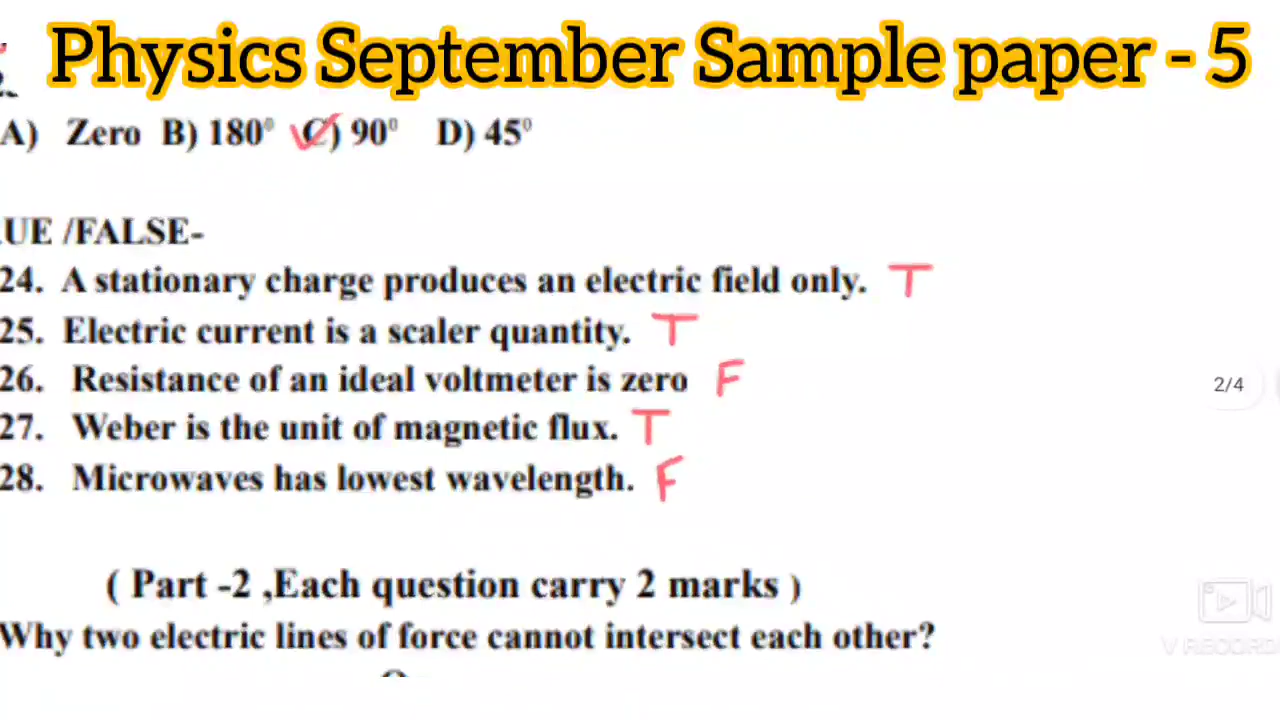 Physics September Sample paper - 5
A) Zero B) 180⁰ C) 90⁰ D) 45⁰
UE /FALSE-
24. A stationary charge produces an electric field only. T
25. Electric current is a scaler quantity. T
26. Resistance of an ideal voltmeter is zero F
2/4
27. Weber is the unit of magnetic flux. T
28. Microwaves has lowest wavelength. F
( Part -2 ,Each question carry 2 marks )
Why two electric lines of force cannot intersect each other?